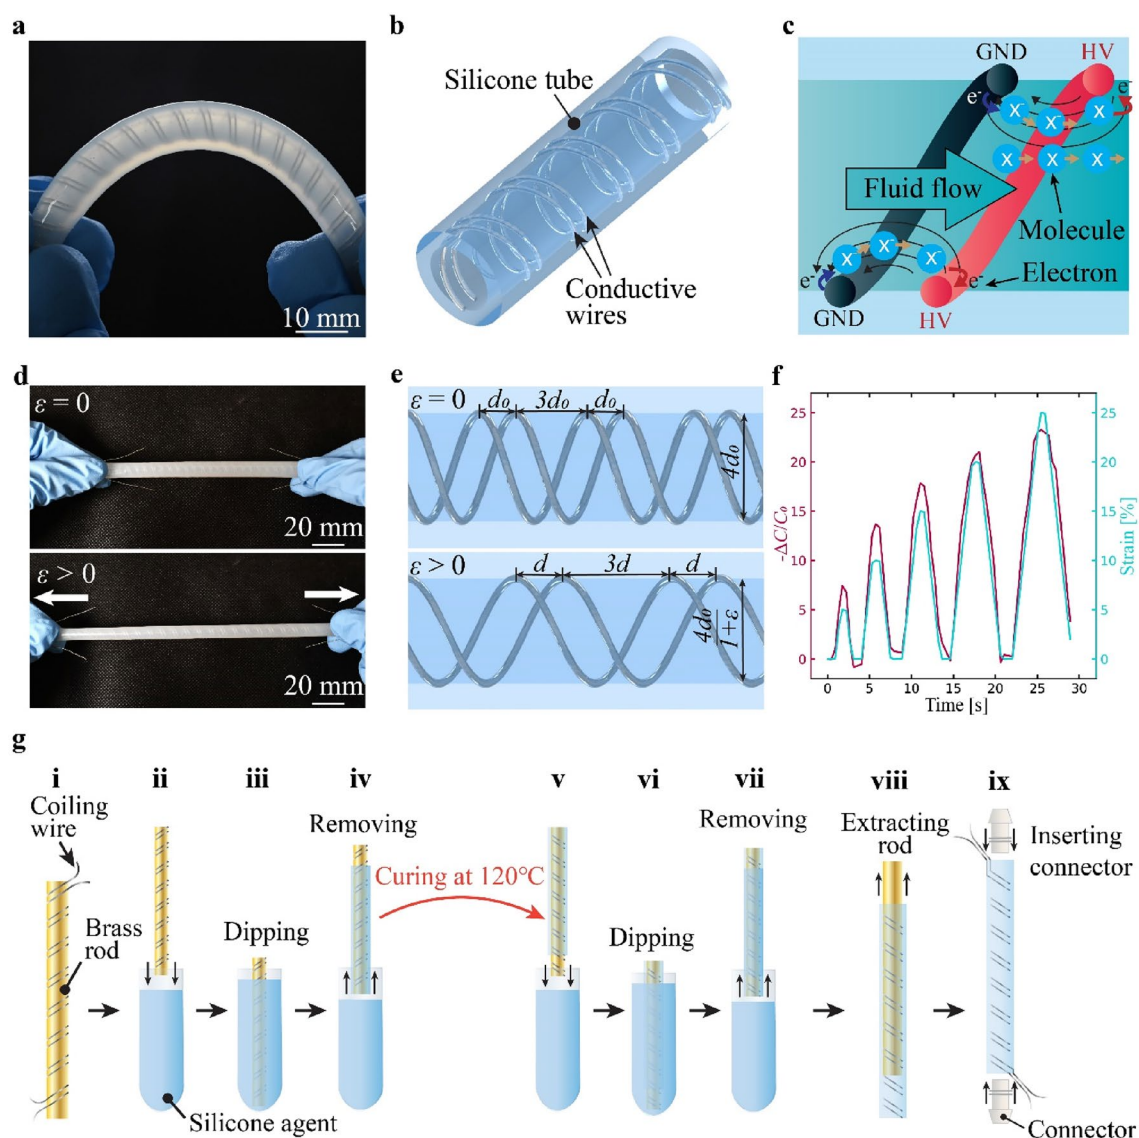 a
10 mm
b
Silicone tube
Conductive
wires
c
GND
HV
e⁻
e⁻
X⁻
X⁻
X
X
X
X
Fluid flow
Molecule
X
X⁻
X⁻
e⁻
e⁻
Electron
GND
HV
d
ε = 0
20 mm
ε > 0
20 mm
e
ε = 0
d₀
3d₀
d₀
4d₀
ε > 0
d
3d
d
4d₀
1+ε
f
-ΔC/C₀
25
20
15
10
5
0
0
5
10
15
20
25
30
Time [s]
25%
20%
15%
10%
5%
0%
Strain [%]
g
i
Coiling
wire
Brass
rod
ii
Silicone agent
iii
Dipping
iv
Removing
Curing at 120°C
v
vi
Dipping
vii
Removing
viii
Extracting
rod
ix
Inserting
connector
Connector